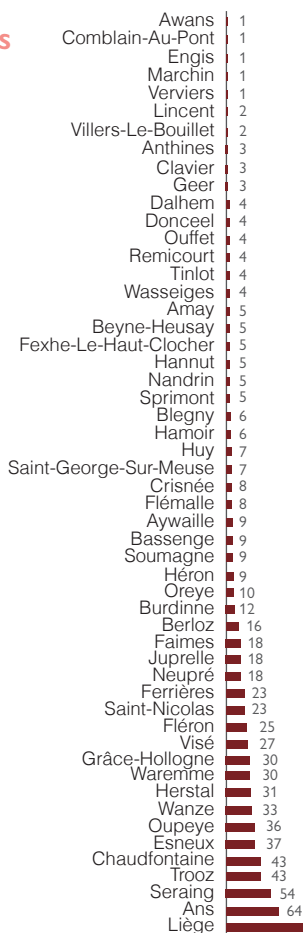 s
Awans 1
Comblain-Au-Pont 1
Engis 1
Marchin 1
Verviers 1
Lincent 2
Villers-Le-Bouillet 2
Anthines 3
Clavier 3
Geer 3
Dalhem 4
Donceel 4
Ouffet 4
Remicourt 4
Tinlot 4
Wasseiges 4
Amay 5
Beyne-Heusay 5
Fexhe-Le-Haut-Clocher 5
Hannut 5
Nandrin 5
Sprimont 5
Blegny 6
Hamoir 6
Huy 7
Saint-George-Sur-Meuse 7
Crisnée 8
Flémalle 8
Aywaille 9
Bassenge 9
Soumagne 9
Héron 9
Oreye 10
Burdinne 12
Berloz 16
Faimes 18
Juprelle 18
Neupré 18
Ferrières 23
Saint-Nicolas 23
Fléron 25
Visé 27
Grâce-Hollogne 30
Waremme 30
Herstal 31
Wanze 33
Oupeye 36
Esneux 37
Chaudfontaine 43
Trooz 43
Seraing 54
Ans 64
Liège